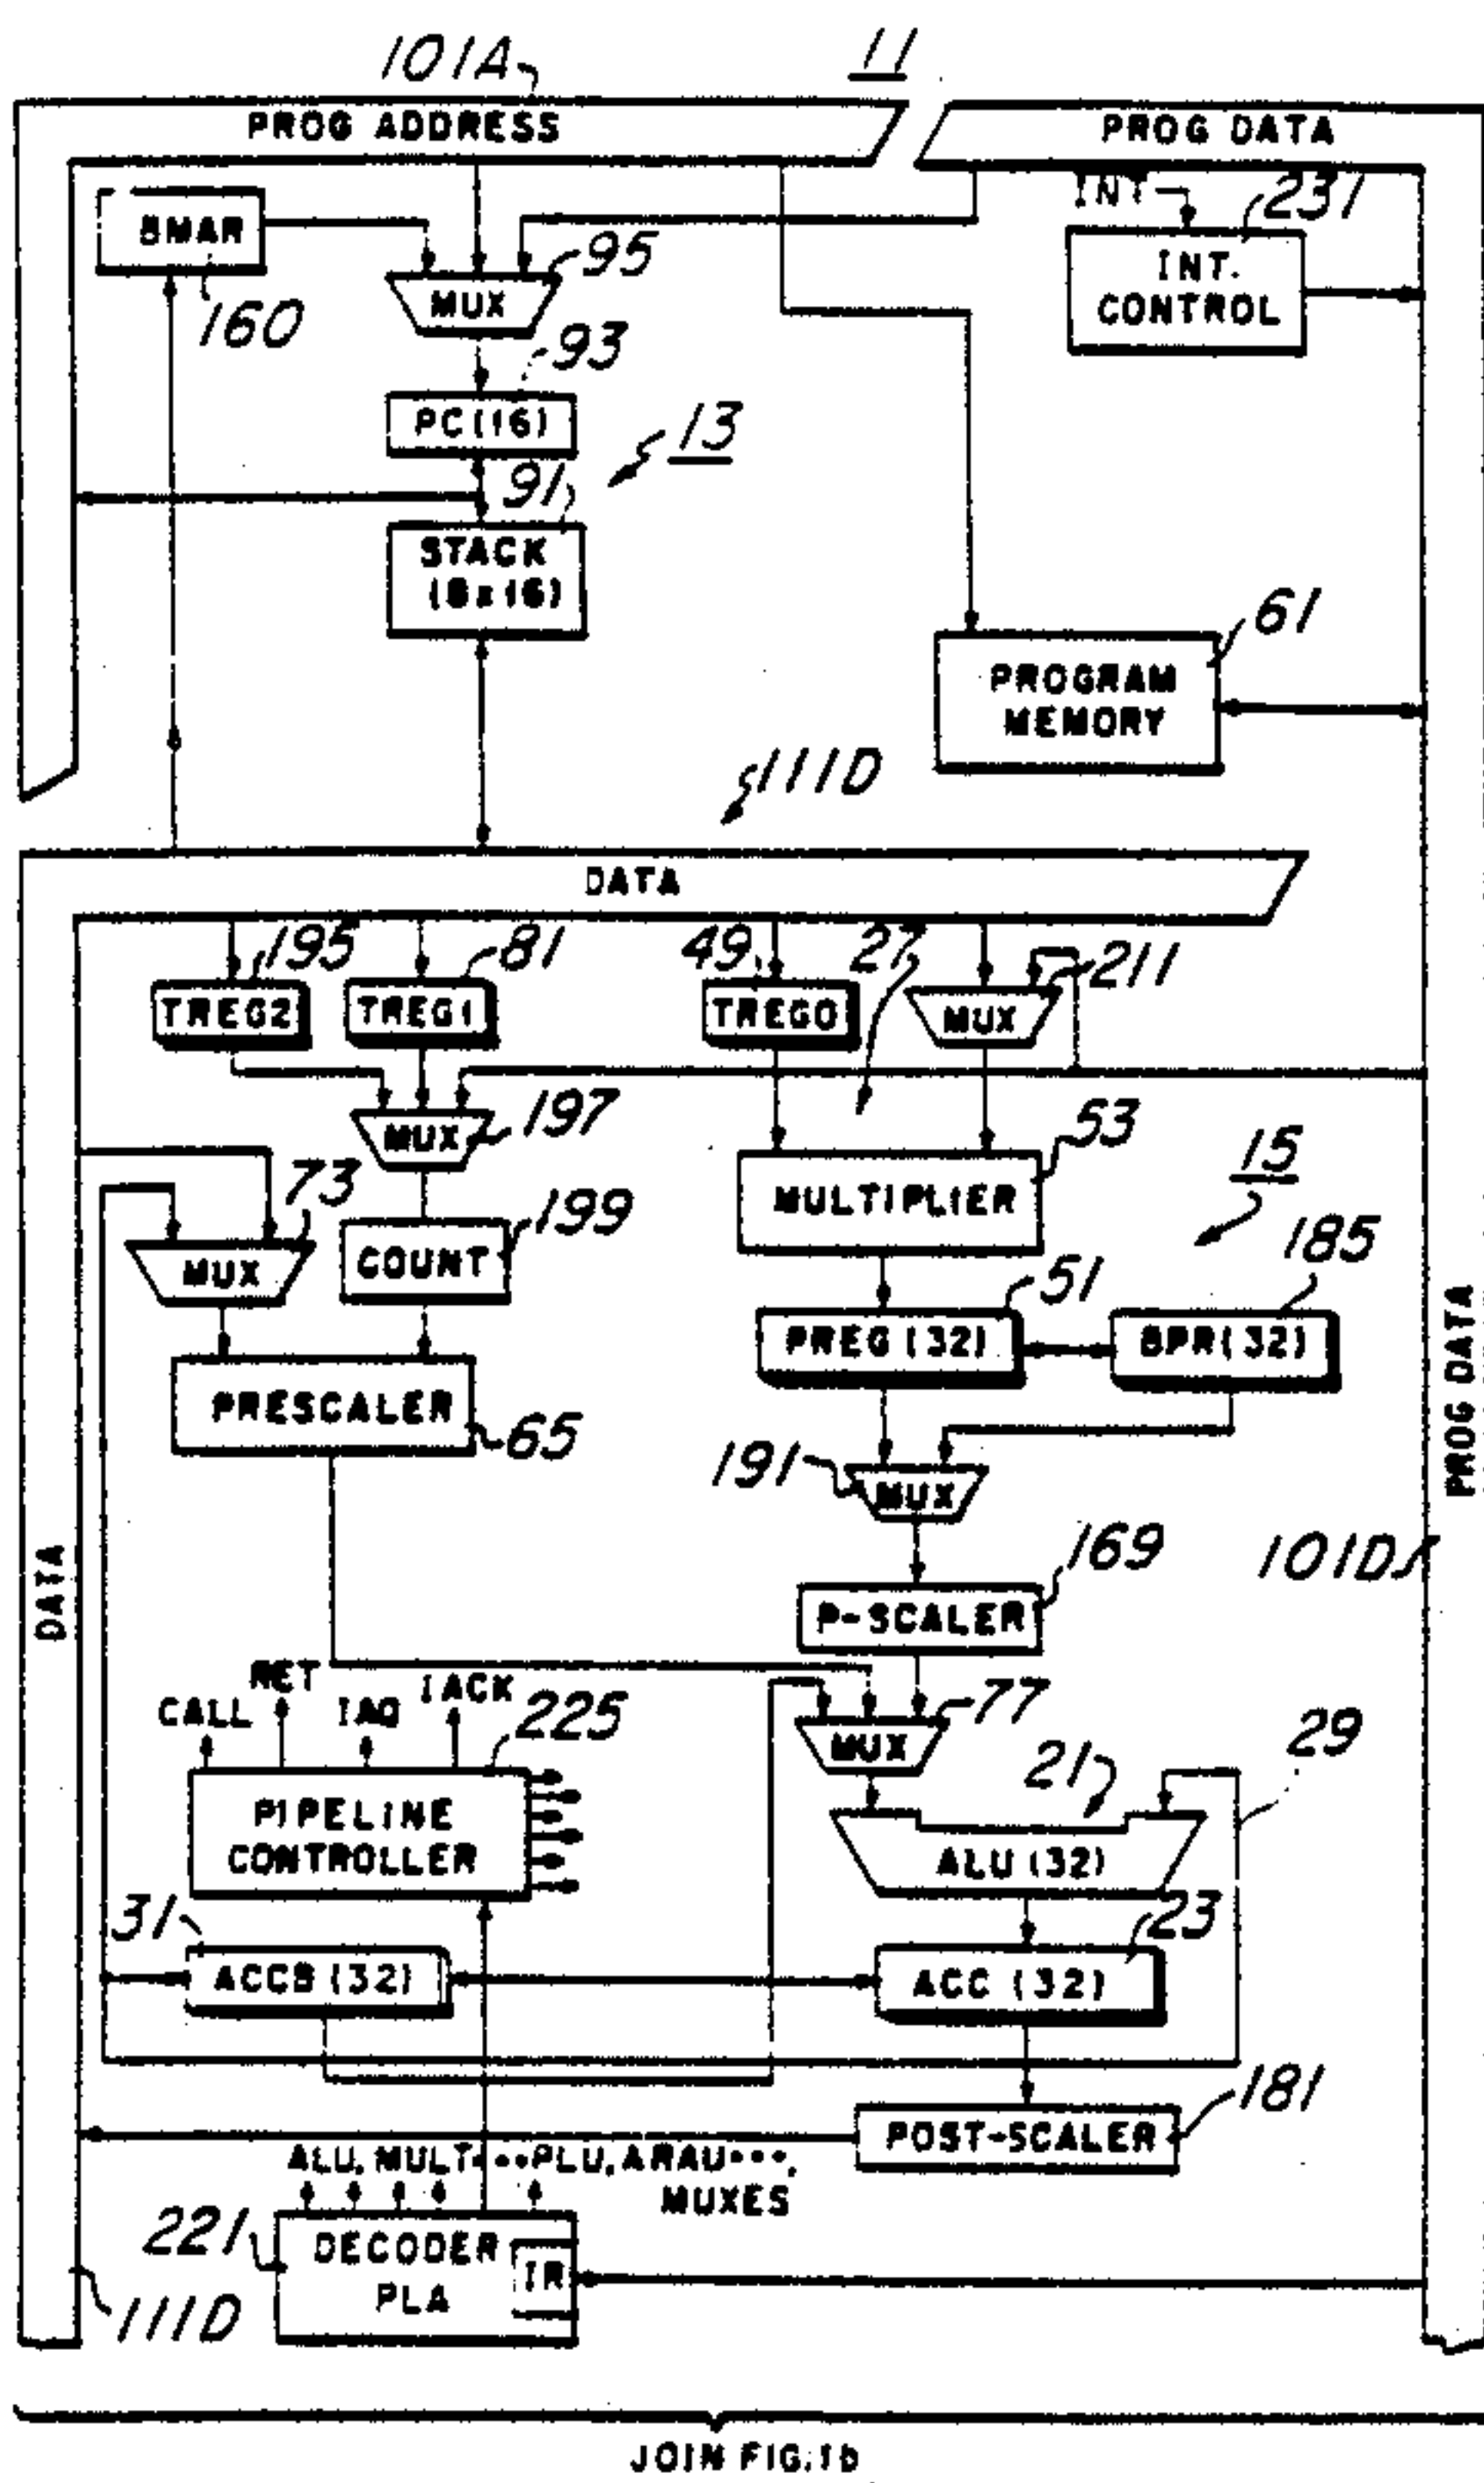 101A
11
PROG ADDRESS
PROG DATA
INT
231
BMAR
95
INT.
CONTROL
MUX
160
93
PC(16)
13
91
STACK
(8x16)
61
PROGRAM
MEMORY
111D
DATA
195
81
49
27
211
TREG2
TREG1
TREG0
MUX
MUX
197
53
15
73
MULTIPLIER
199
185
MUX
COUNT
51
PREG (32)
BPR(32)
PROG DATA
PRESCALER
65
191
MUX
169
101D
DATA
P-SCALER
RET
IACK
CALL
IAQ
225
77
29
MUX
21
PIPELINE
CONTROLLER
ALU (32)
31
23
ACCB (32)
ACC (32)
181
POST-SCALER
ALU, MULT•••PLU, ARAU•••,
MUXES
221
DECODER
PLA
IR
111D
JOIN FIG.1b